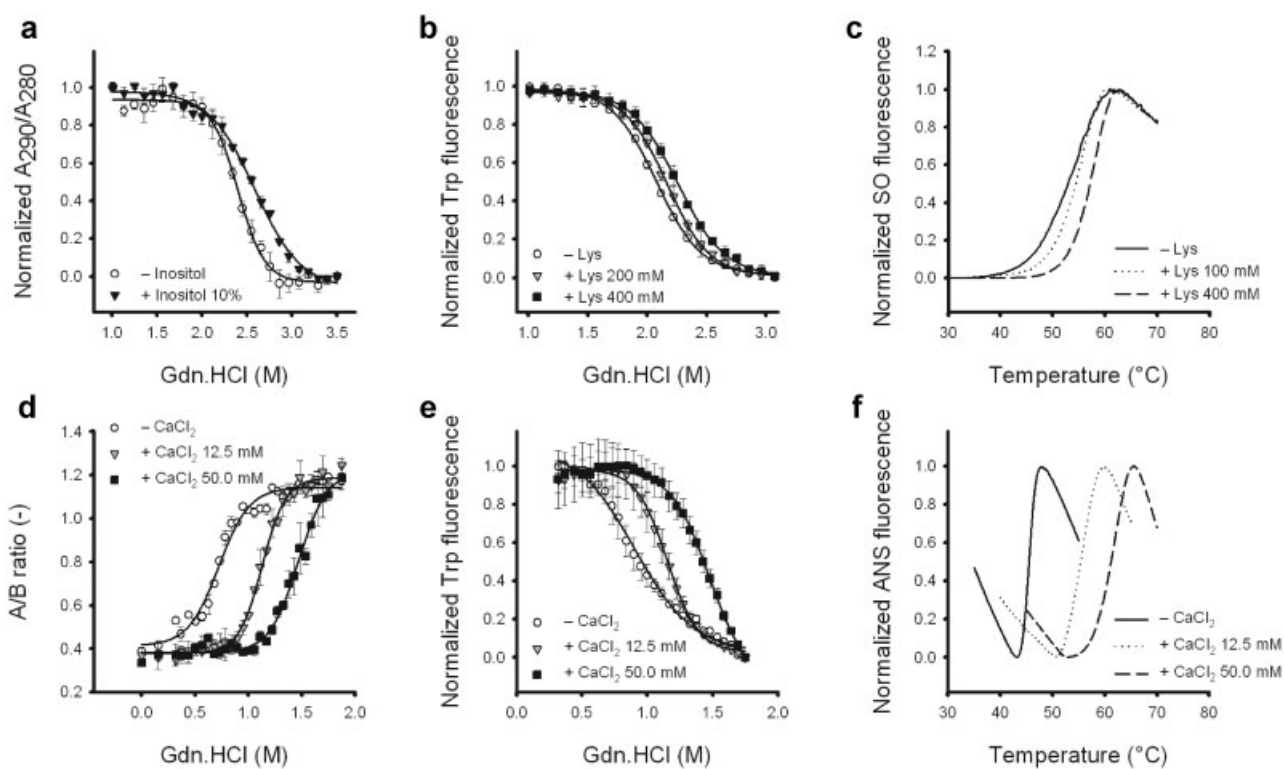 a
Normalized A290/A280
1.0
0.8
0.6
0.4
0.2
0.0
○ – Inositol
▼ + Inositol 10%
1.0 1.5 2.0 2.5 3.0 3.5
Gdn.HCl (M)
b
Normalized Trp fluorescence
1.0
0.8
0.6
0.4
0.2
0.0
○ – Lys
▽ + Lys 200 mM
■ + Lys 400 mM
1.0 1.5 2.0 2.5 3.0
Gdn.HCl (M)
c
Normalized SO fluorescence
1.2
1.0
0.8
0.6
0.4
0.2
0.0
– Lys
+ Lys 100 mM
+ Lys 400 mM
30 40 50 60 70 80
Temperature (°C)
d
A/B ratio (-)
○ – CaCl₂
▽ + CaCl₂ 12.5 mM
■ + CaCl₂ 50.0 mM
1.4
1.2
1.0
0.8
0.6
0.4
0.2
0.0 0.5 1.0 1.5 2.0
Gdn.HCl (M)
e
Normalized Trp fluorescence
1.0
0.8
0.6
0.4
0.2
0.0
○ – CaCl₂
▽ + CaCl₂ 12.5 mM
■ + CaCl₂ 50.0 mM
0.0 0.5 1.0 1.5 2.0
Gdn.HCl (M)
f
Normalized ANS fluorescence
1.0
0.8
0.6
0.4
0.2
0.0
– CaCl₂
+ CaCl₂ 12.5 mM
+ CaCl₂ 50.0 mM
30 40 50 60 70 80
Temperature (°C)